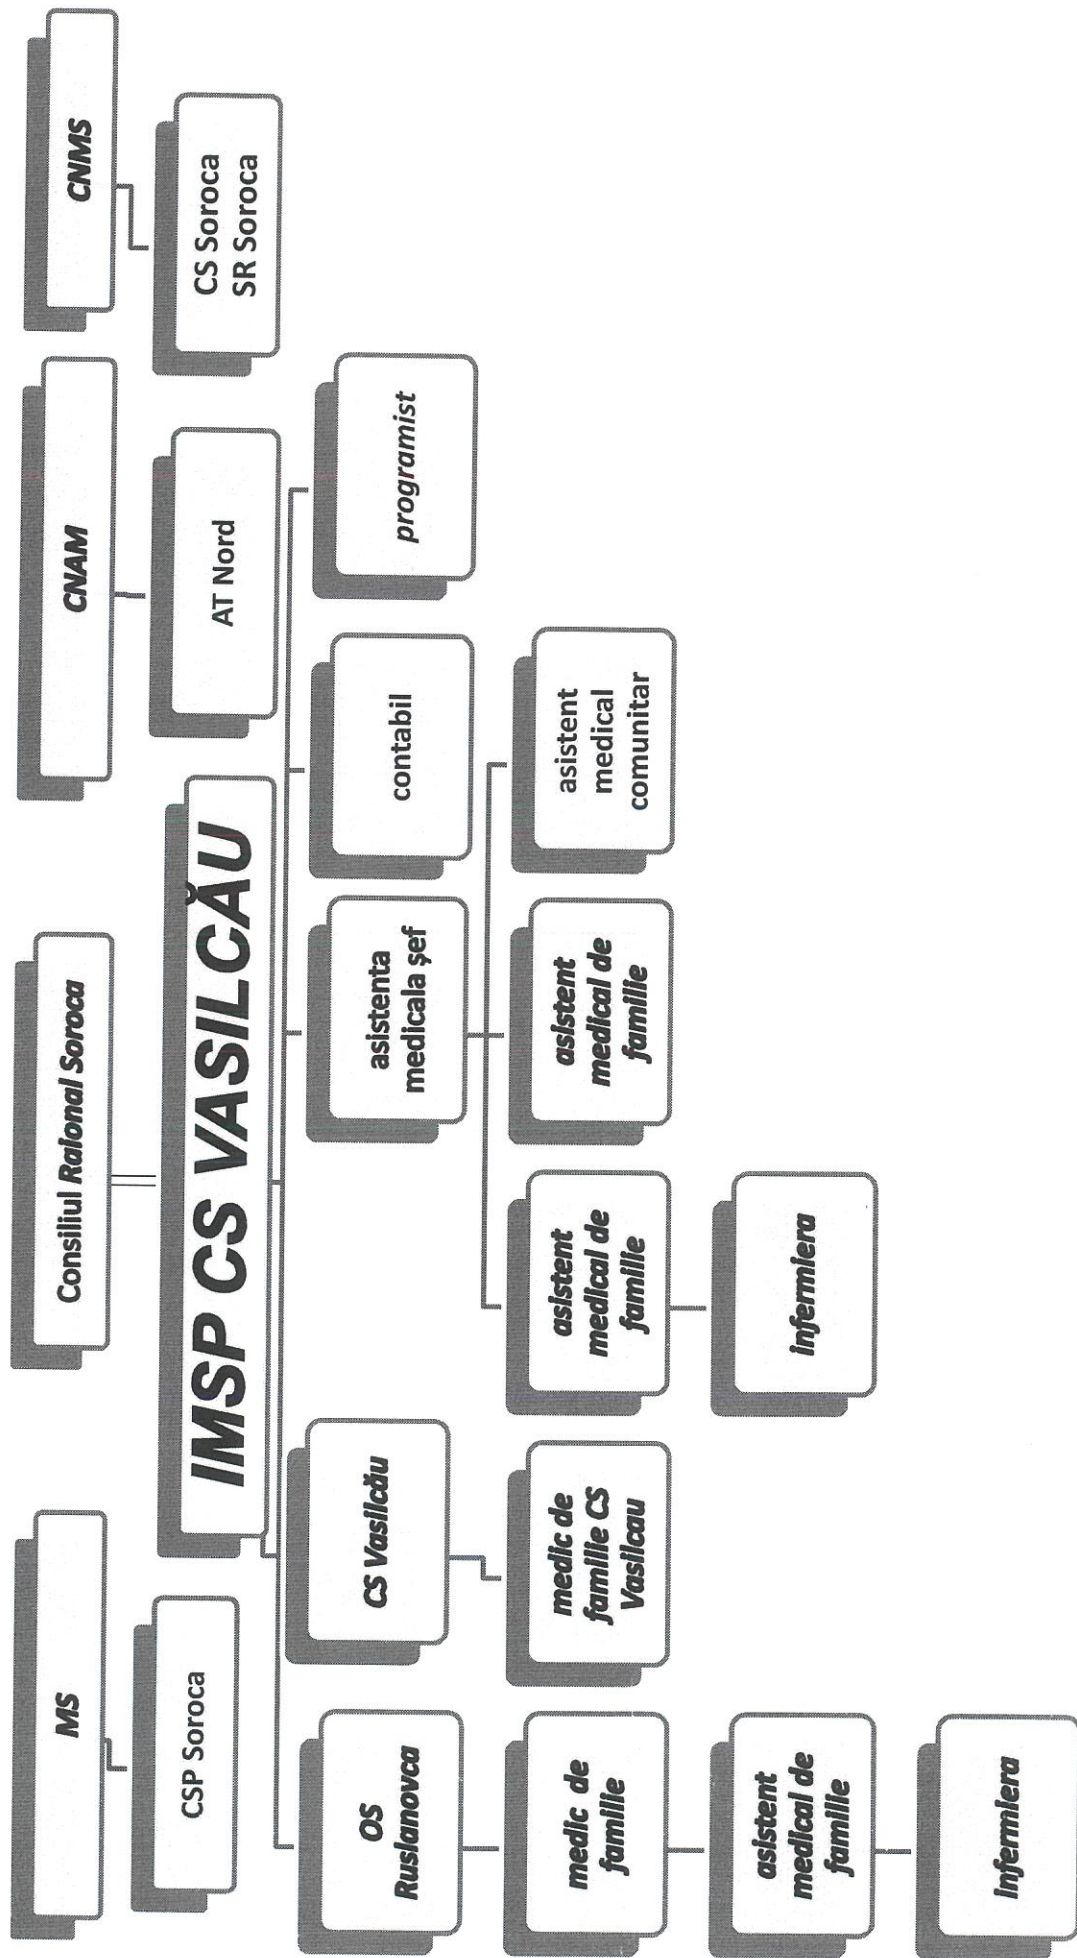 MS
Consiliul Raional Soroca
CNAM
CNMS
CSP Soroca
IMSP CS VASILCĂU
AT Nord
CS Soroca
SR Soroca
OS
Ruslanovca
CS Vasilcău
asistenta
medicala șef
contabil
programist
medic de
familie
medic de
familie CS
Vasilcau
asistent
medical de
familie
asistent
medical de
familie
asistent
medical
comunitar
asistent
medical de
familie
infermiera
Infermiera